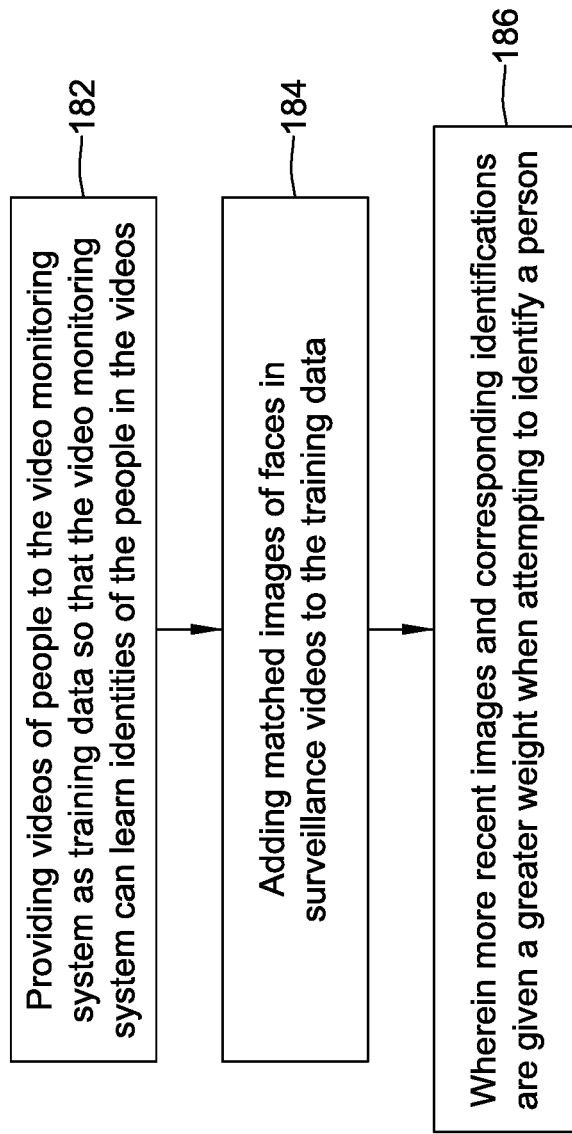 Providing videos of people to the video monitoring
system as training data so that the video monitoring
system can learn identities of the people in the videos
182
Adding matched images of faces in
surveillance videos to the training data
184
Wherein more recent images and corresponding identifications
are given a greater weight when attempting to identify a person
186